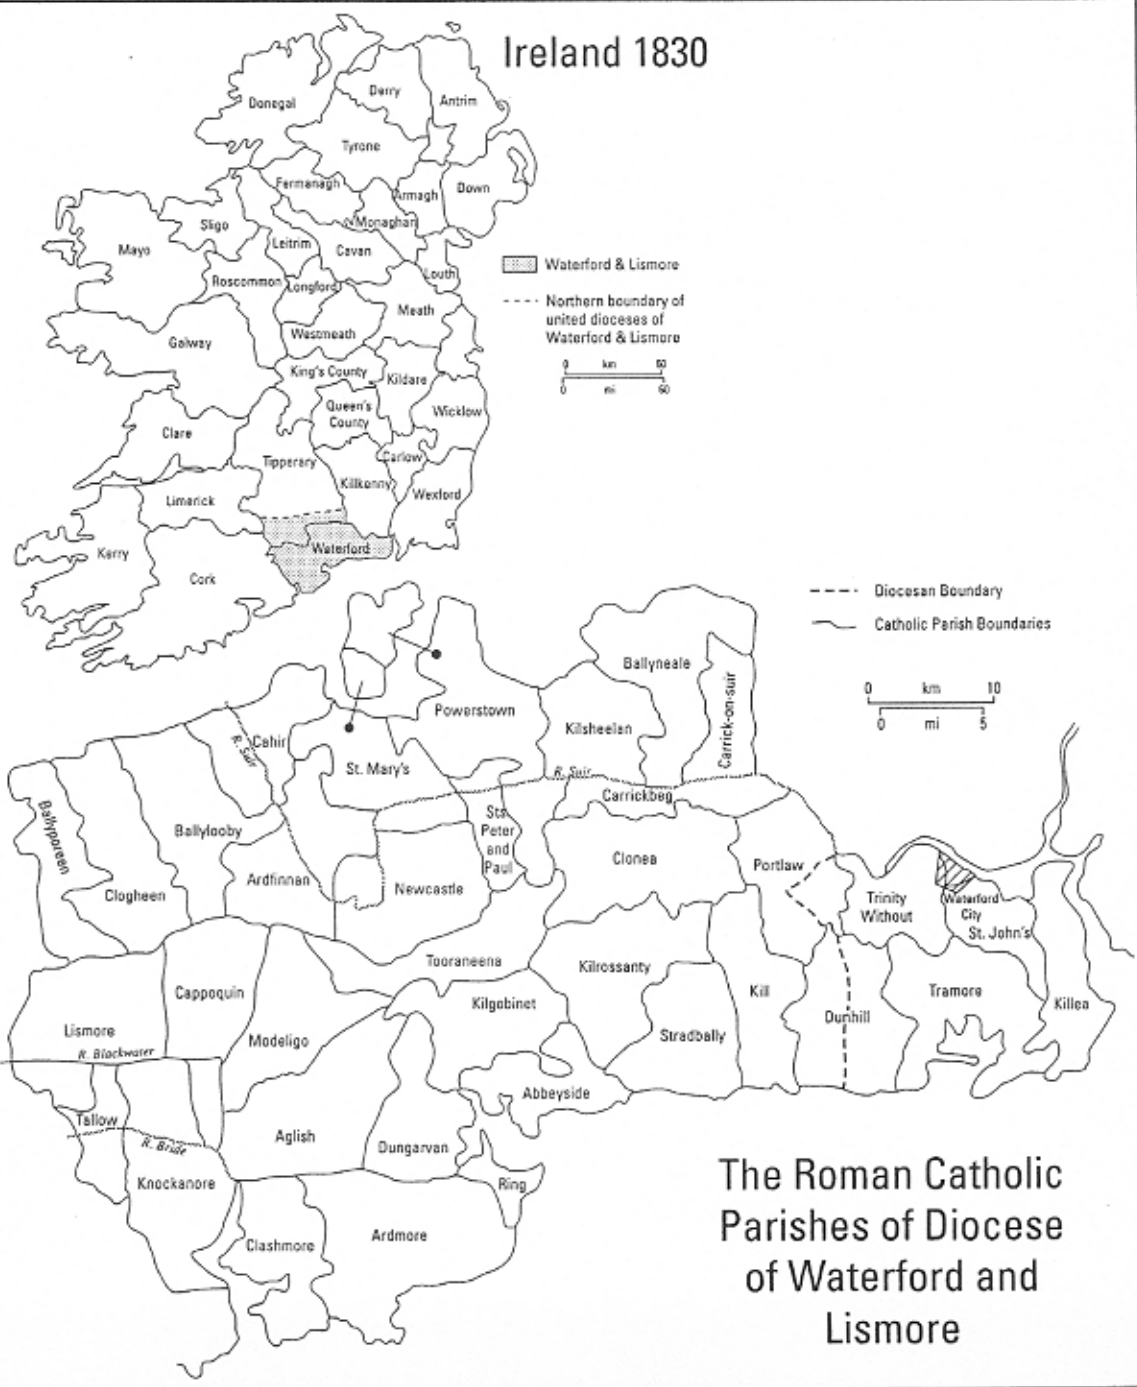 Ireland 1830
Donegal
Derry
Antrim
Tyrone
Fermanagh
Armagh
Down
Monaghan
Sligo
Leitrim
Cavan
Mayo
Roscommon
Longford
Louth
Meath
Westmeath
Galway
King's County
Kildare
Queen's
County
Wicklow
Clare
Carlow
Tipperary
Kilkenny
Wexford
Limerick
Waterford
Kerry
Cork
Waterford & Lismore
Northern boundary of
united dioceses of
Waterford & Lismore
0 km 60
0 mi 60
Diocesan Boundary
Catholic Parish Boundaries
0 km 10
0 mi 5
Ballyneale
Carrick-on-suir
Powerstown
Kilsheelan
Cahir
R. Suir
St. Mary's
R. Suir
Carrickbeg
Ballyporeen
Ballylooby
Sts
Peter
and
Paul
Clonea
Portlaw
Clogheen
Ardfinnan
Newcastle
Trinity
Without
Waterford
City
St. John's
Tooraneena
Kilrossanty
Cappoquin
Kilgobinet
Kill
Tramore
Killea
Lismore
Dunhill
Modeligo
Stradbally
R. Blackwater
Abbeyside
Tallow
R. Bride
Aglish
Dungarvan
Knockanore
Ring
Clashmore
Ardmore
The Roman Catholic
Parishes of Diocese
of Waterford and
Lismore